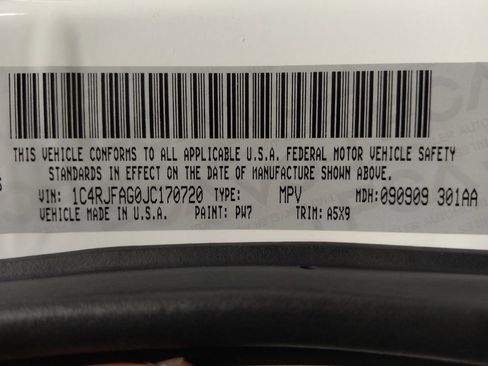 THIS VEHICLE CONFORMS TO ALL APPLICABLE U.S.A. FEDERAL MOTOR VEHICLE SAFETY
STANDARDS IN EFFECT ON THE DATE OF MANUFACTURE SHOWN ABOVE.
VIN: 1C4RJFAG0JC170720 TYPE: MPV MDH:090909 301AA
VEHICLE MADE IN U.S.A. PAINT: PW7 TRIM: A5X9